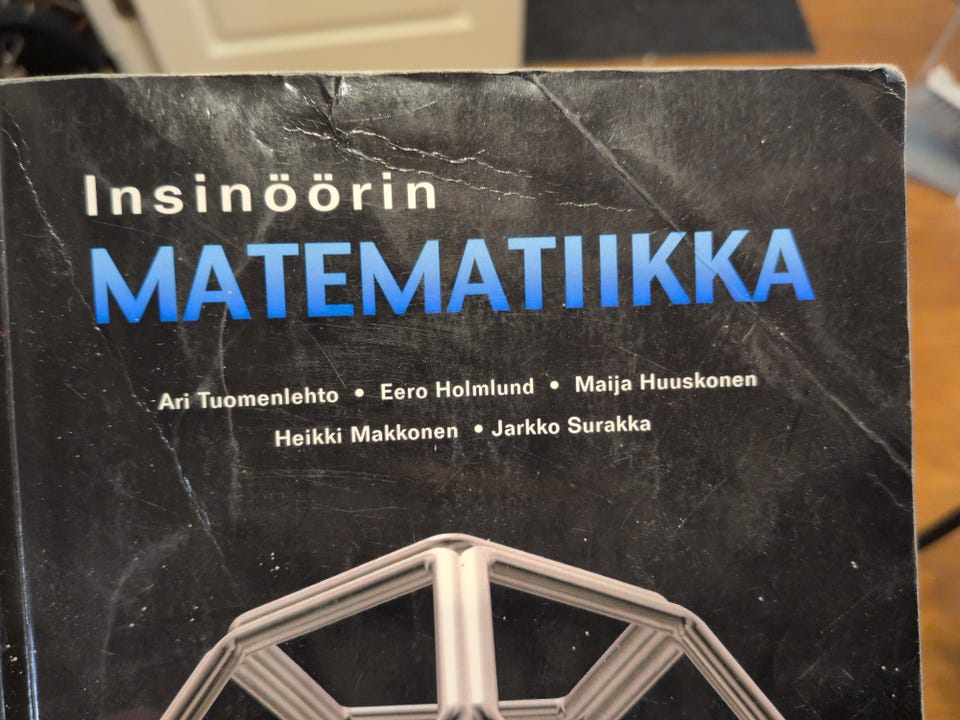 Insinöörin
MATEMATIIKKA
Ari Tuomenlehto • Eero Holmlund • Maija Huuskonen
Heikki Makkonen • Jarkko Surakka